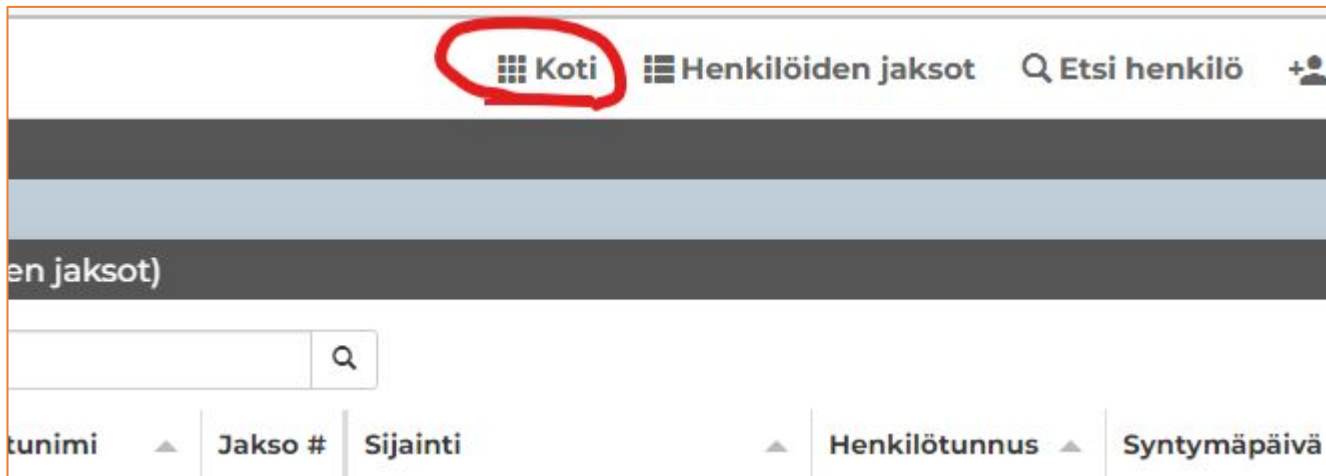 Koti Henkilöiden jaksot Etsi henkilö
en jaksot)
tunimi Jakso # Sijainti Henkilötunnus Syntymäpäivä